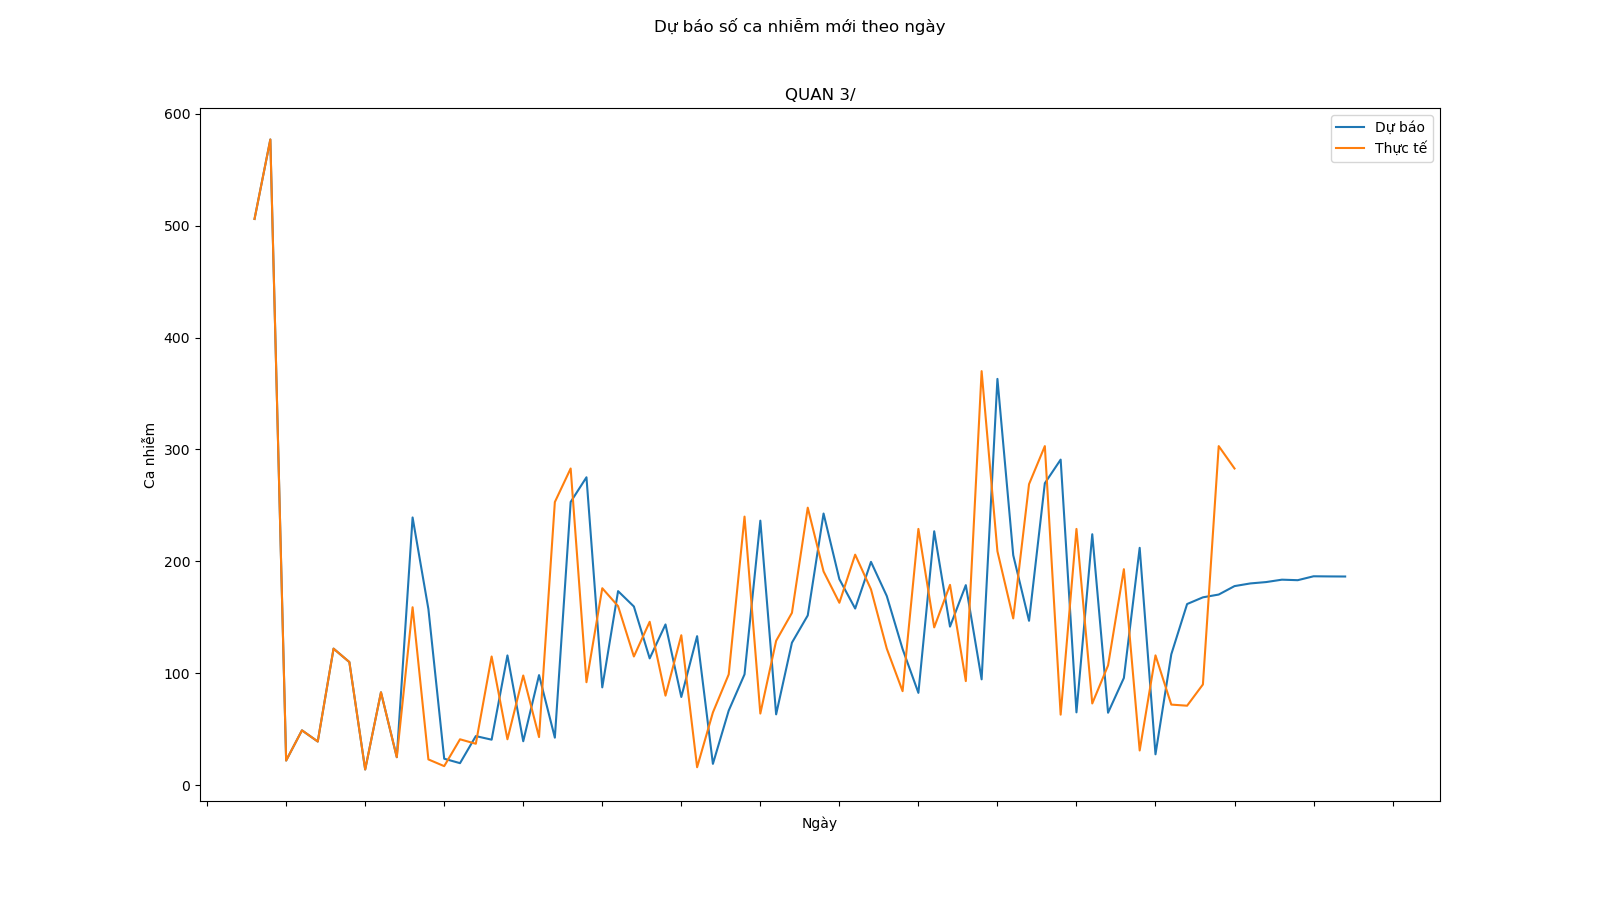 Dự báo số ca nhiễm mới theo ngày
QUAN 3/
Dự báo
Thực tế
600
500
400
300
200
100
0
Ca nhiễm
Ngày